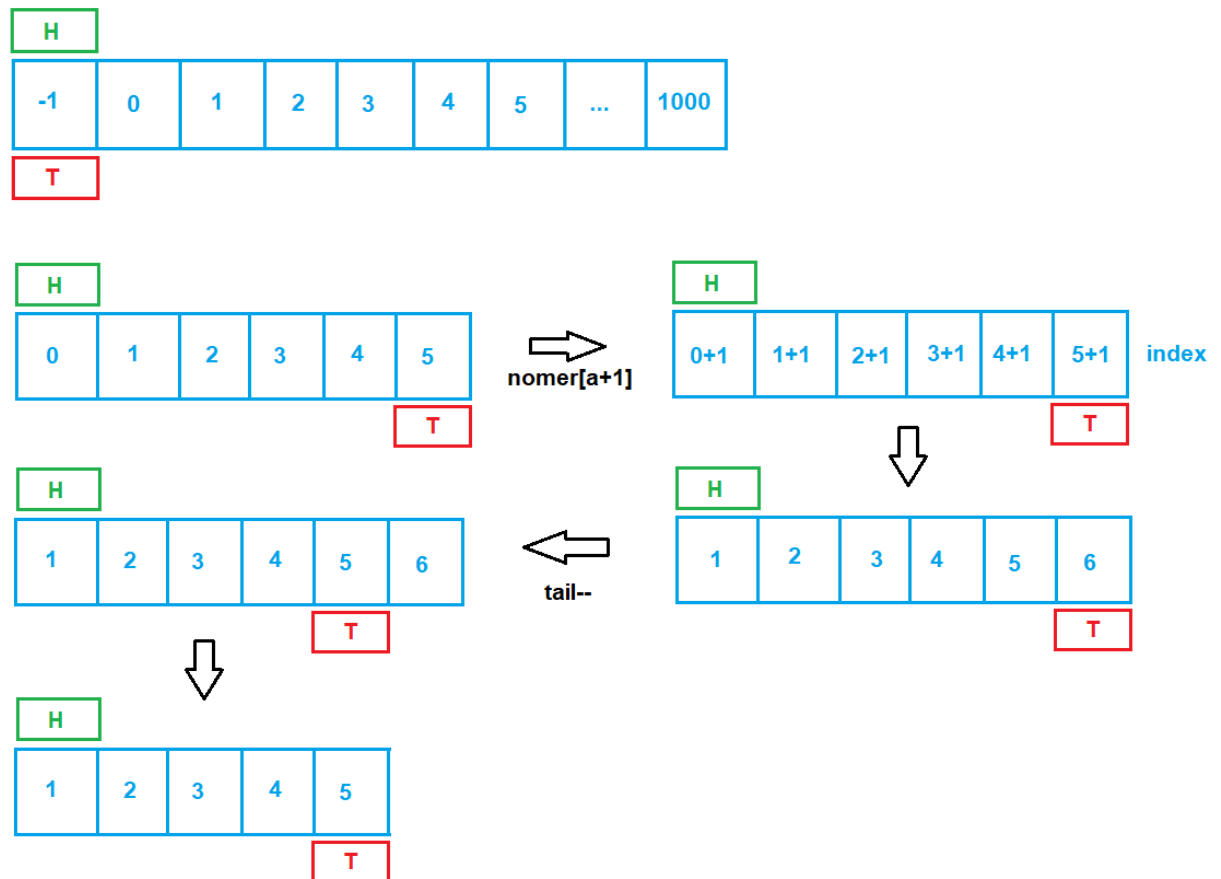 H
-1 0 1 2 3 4 5 ... 1000
T
H
0 1 2 3 4 5
T
nomer[a+1]
H
0+1 1+1 2+1 3+1 4+1 5+1 index
T
H
1 2 3 4 5 6
T
tail--
H
1 2 3 4 5 6
T
H
1 2 3 4 5
T